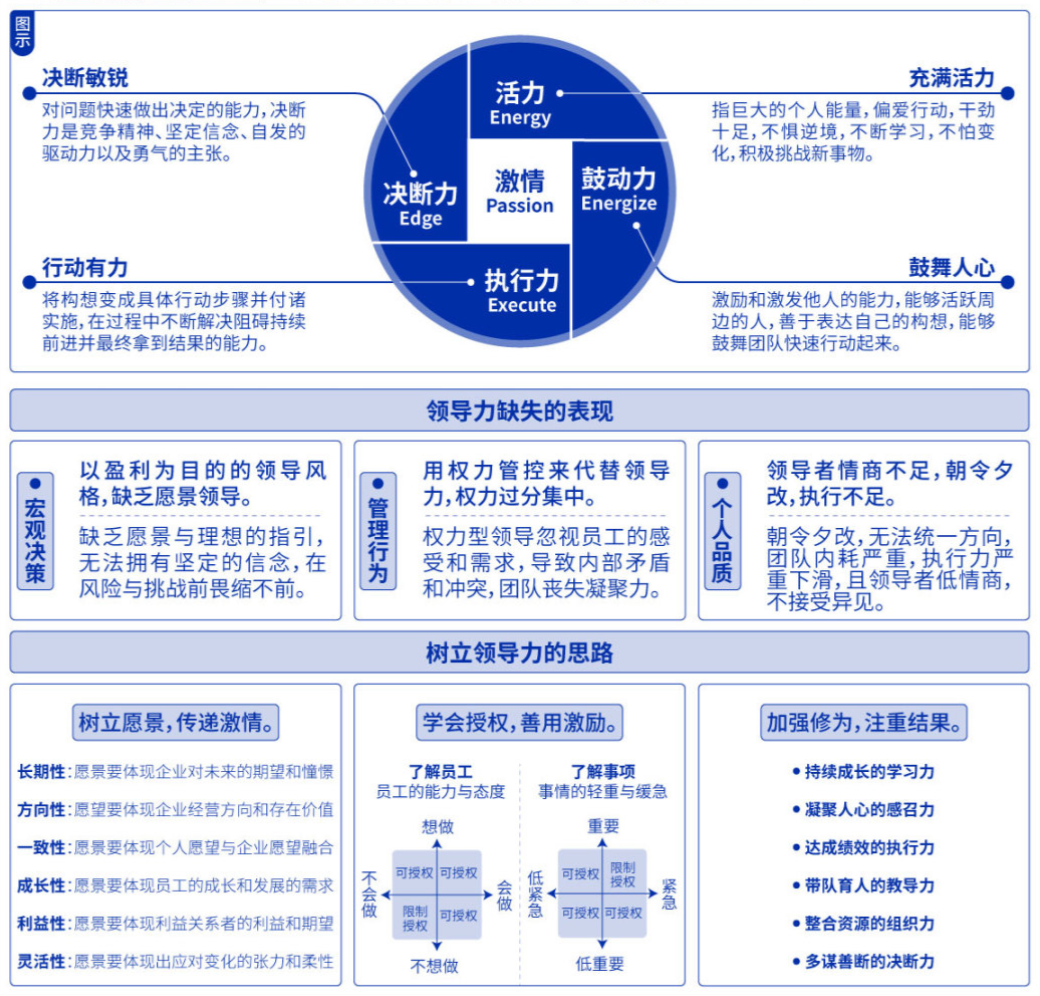 图示
决断敏锐
对问题快速做出决定的能力，决断
力是竞争精神、坚定信念、自发的
驱动力以及勇气的主张。
行动有力
将构想变成具体行动步骤并付诸
实施，在过程中不断解决阻碍持续
前进并最终拿到结果的能力。
活力
Energy
决断力
Edge
激情
Passion
鼓动力
Energize
执行力
Execute
充满活力
指巨大的个人能量，偏爱行动，干劲
十足，不惧逆境，不断学习，不怕变
化，积极挑战新事物。
鼓舞人心
激励和激发他人的能力，能够活跃周
边的人，善于表达自己的构想，能够
鼓舞团队快速行动起来。
领导力缺失的表现
宏观决策
以盈利为目的的领导风
格，缺乏愿景领导。
缺乏愿景与理想的指引，
无法拥有坚定的信念，在
风险与挑战前畏缩不前。
管理行为
用权力管控来代替领导
力，权力过分集中。
权力型领导忽视员工的感
受和需求，导致内部矛盾
和冲突，团队丧失凝聚力。
个人品质
领导者情商不足，朝令夕
改，执行不足。
朝令夕改，无法统一方向，
团队内耗严重，执行力严
重下滑，且领导者低情商，
不接受异见。
树立领导力的思路
树立愿景，传递激情。
长期性：愿景要体现企业对未来的期望和憧憬
方向性：愿望要体现企业经营方向和存在价值
一致性：愿景要体现个人愿望与企业愿望融合
成长性：愿景要体现员工的成长和发展的需求
利益性：愿景要体现利益关系者的利益和期望
灵活性：愿景要体现出应对变化的张力和柔性
学会授权，善用激励。
了解员工
员工的能力与态度
想做
不会做
可授权 可授权
限制
授权
可授权
会做
不想做
了解事项
事情的轻重与缓急
重要
低紧急
可授权
限制
授权
可授权 可授权
紧急
低重要
加强修为，注重结果。
• 持续成长的学习力
• 凝聚人心的感召力
• 达成绩效的执行力
• 带队育人的教导力
• 整合资源的组织力
• 多谋善断的决断力